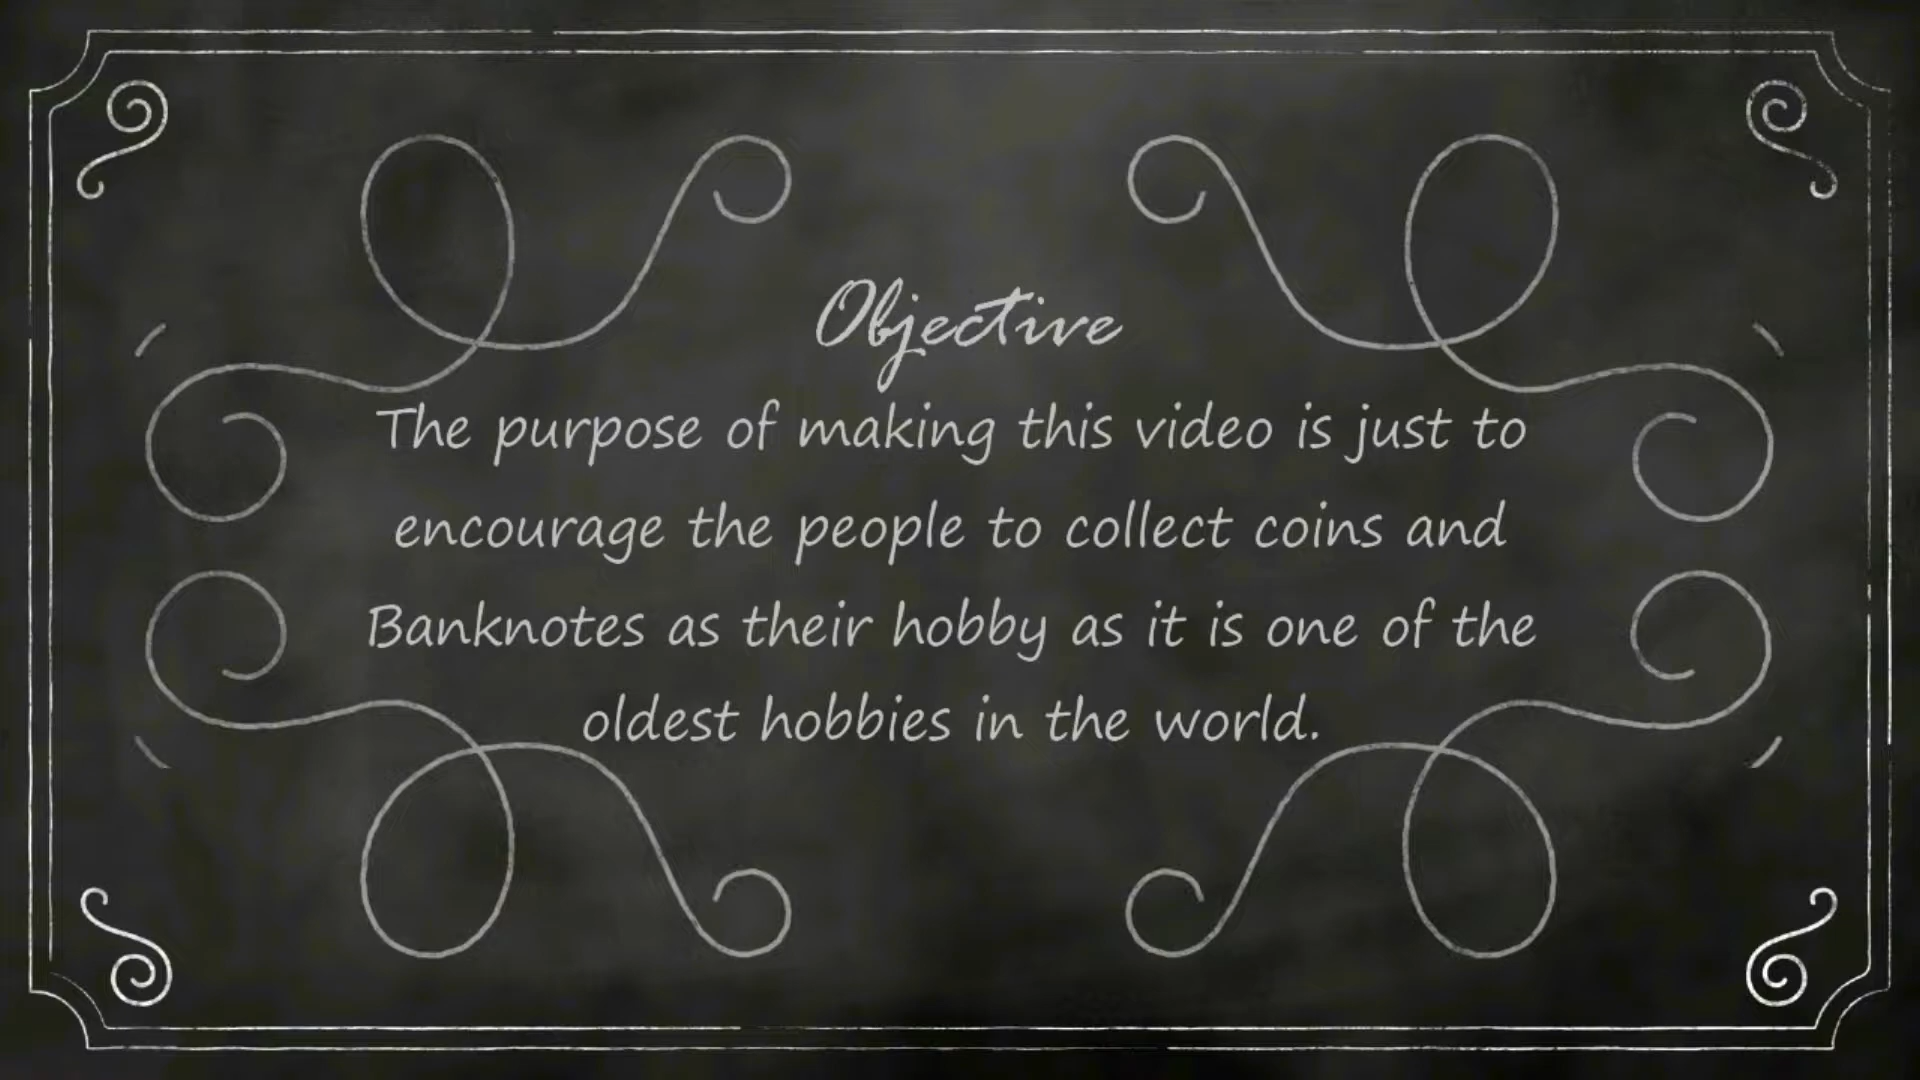 Objective
The purpose of making this video is just to
encourage the people to collect coins and
Banknotes as their hobby as it is one of the
oldest hobbies in the world.